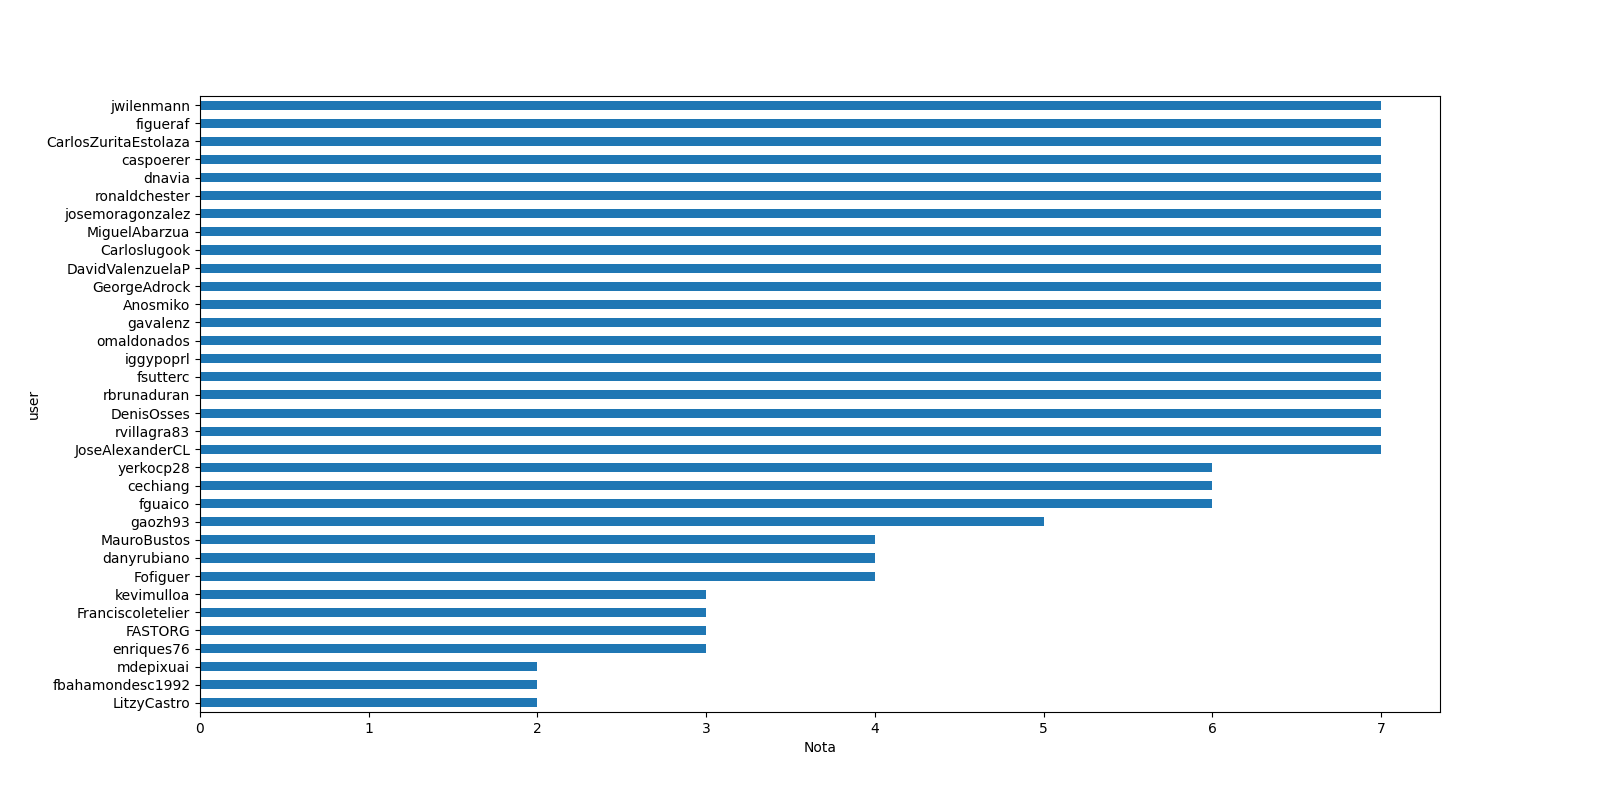 jwilenmann
figueraf
CarlosZuritaEstolaza
caspoerer
dnavia
ronaldchester
josemoragonzalez
MiguelAbarzua
Carloslugook
DavidValenzuelaP
GeorgeAdrock
Anosmiko
gavalenz
omaldonados
iggypoprl
fsutterc
rbrunaduran
DenisOsses
rvillagra83
JoseAlexanderCL
yerkocp28
cechiang
fguaico
gaozh93
MauroBustos
danyrubiano
Fofiguer
kevimulloa
Franciscoletelier
FASTORG
enriques76
mdepixuai
fbahamondesc1992
LitzyCastro
user
0 1 2 3 4 5 6 7
Nota